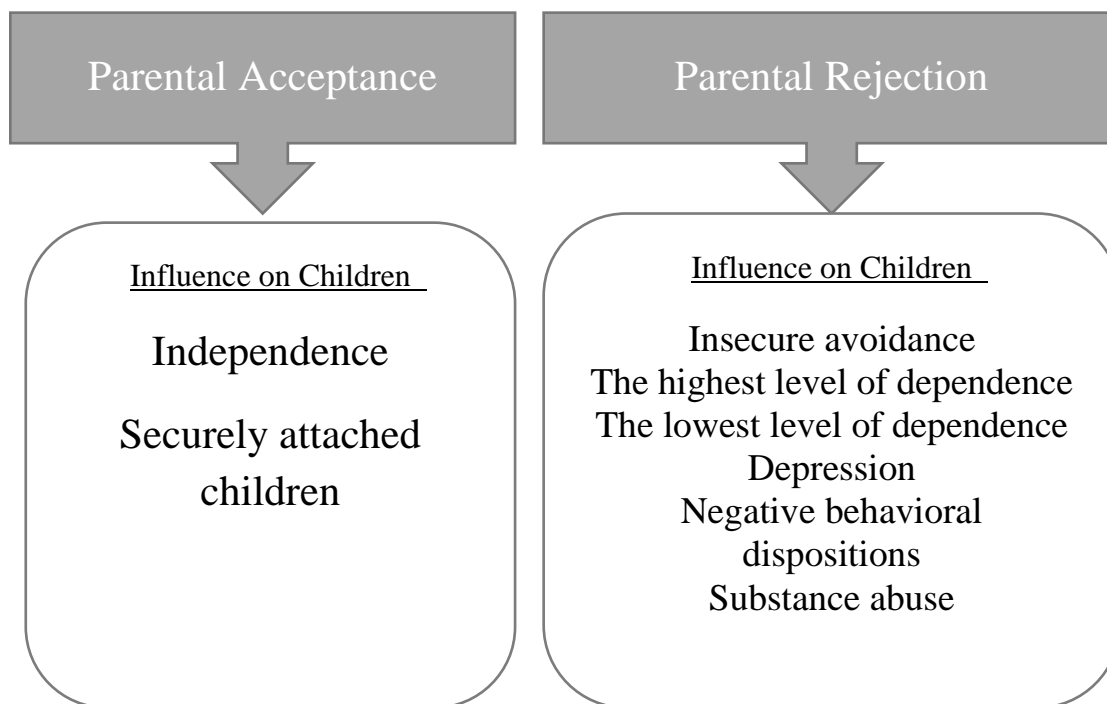 Parental Acceptance
Influence on Children
Independence
Securely attached
children
Parental Rejection
Influence on Children
Insecure avoidance
The highest level of dependence
The lowest level of dependence
Depression
Negative behavioral
dispositions
Substance abuse